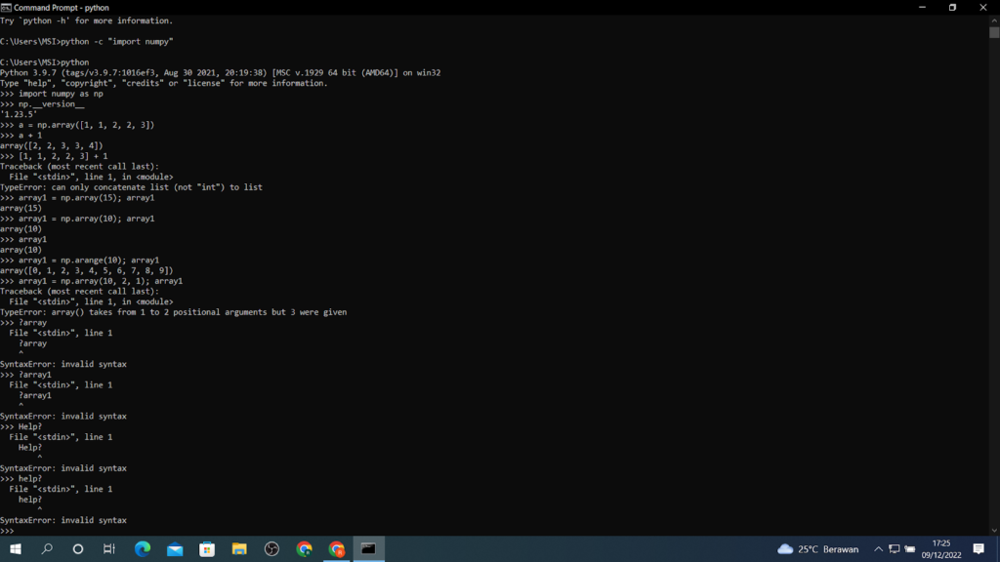 Command Prompt - python
Try `python -h' for more information.
C:\Users\MSI>python -c "import numpy"
C:\Users\MSI>python
Python 3.9.7 (tags/v3.9.7:1016ef3, Aug 30 2021, 20:19:38) [MSC v.1929 64 bit (AMD64)] on win32
Type "help", "copyright", "credits" or "license" for more information.
>>> import numpy as np
>>> np.__version__
'1.23.5'
>>> a = np.array([1, 1, 2, 2, 3])
>>> a + 1
array([2, 2, 3, 3, 4])
>>> [1, 1, 2, 2, 3] + 1
Traceback (most recent call last):
  File "<stdin>", line 1, in <module>
TypeError: can only concatenate list (not "int") to list
>>> array1 = np.array(15); array1
array(15)
>>> array1 = np.array(10); array1
array(10)
>>> array1
array(10)
>>> array1 = np.arange(10); array1
array([0, 1, 2, 3, 4, 5, 6, 7, 8, 9])
>>> array1 = np.array(10, 2, 1); array1
Traceback (most recent call last):
  File "<stdin>", line 1, in <module>
TypeError: array() takes from 1 to 2 positional arguments but 3 were given
>>> ?array
  File "<stdin>", line 1
    ?array
    ^
SyntaxError: invalid syntax
>>> ?array1
  File "<stdin>", line 1
    ?array1
    ^
SyntaxError: invalid syntax
>>> Help?
  File "<stdin>", line 1
    Help?
        ^
SyntaxError: invalid syntax
>>> help?
  File "<stdin>", line 1
    help?
        ^
SyntaxError: invalid syntax
>>>
25°C Berawan
17:25
09/12/2022